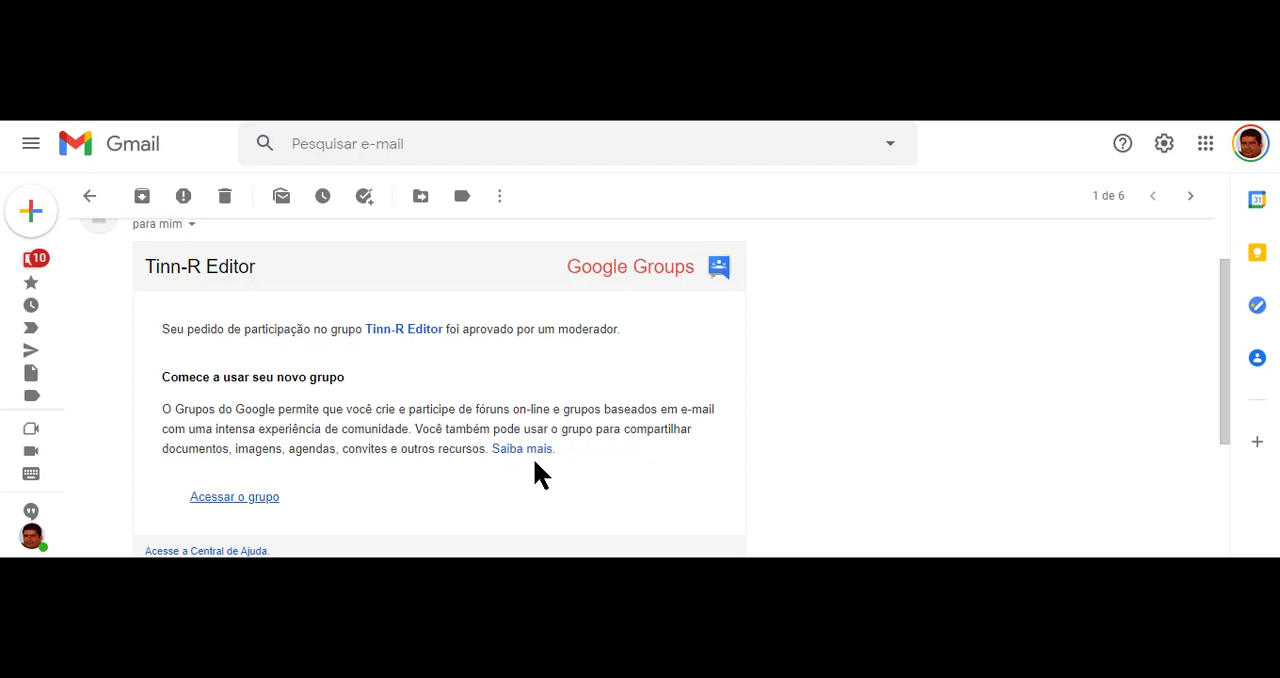 Gmail
Pesquisar e-mail
1 de 6
10
para mim
Tinn-R Editor
Google Groups
31
Seu pedido de participação no grupo Tinn-R Editor foi aprovado por um moderador.
Comece a usar seu novo grupo
O Grupos do Google permite que você crie e participe de fóruns on-line e grupos baseados em e-mail
com uma intensa experiência de comunidade. Você também pode usar o grupo para compartilhar
documentos, imagens, agendas, convites e outros recursos. Saiba mais.
Acessar o grupo
Acesse a Central de Ajuda.